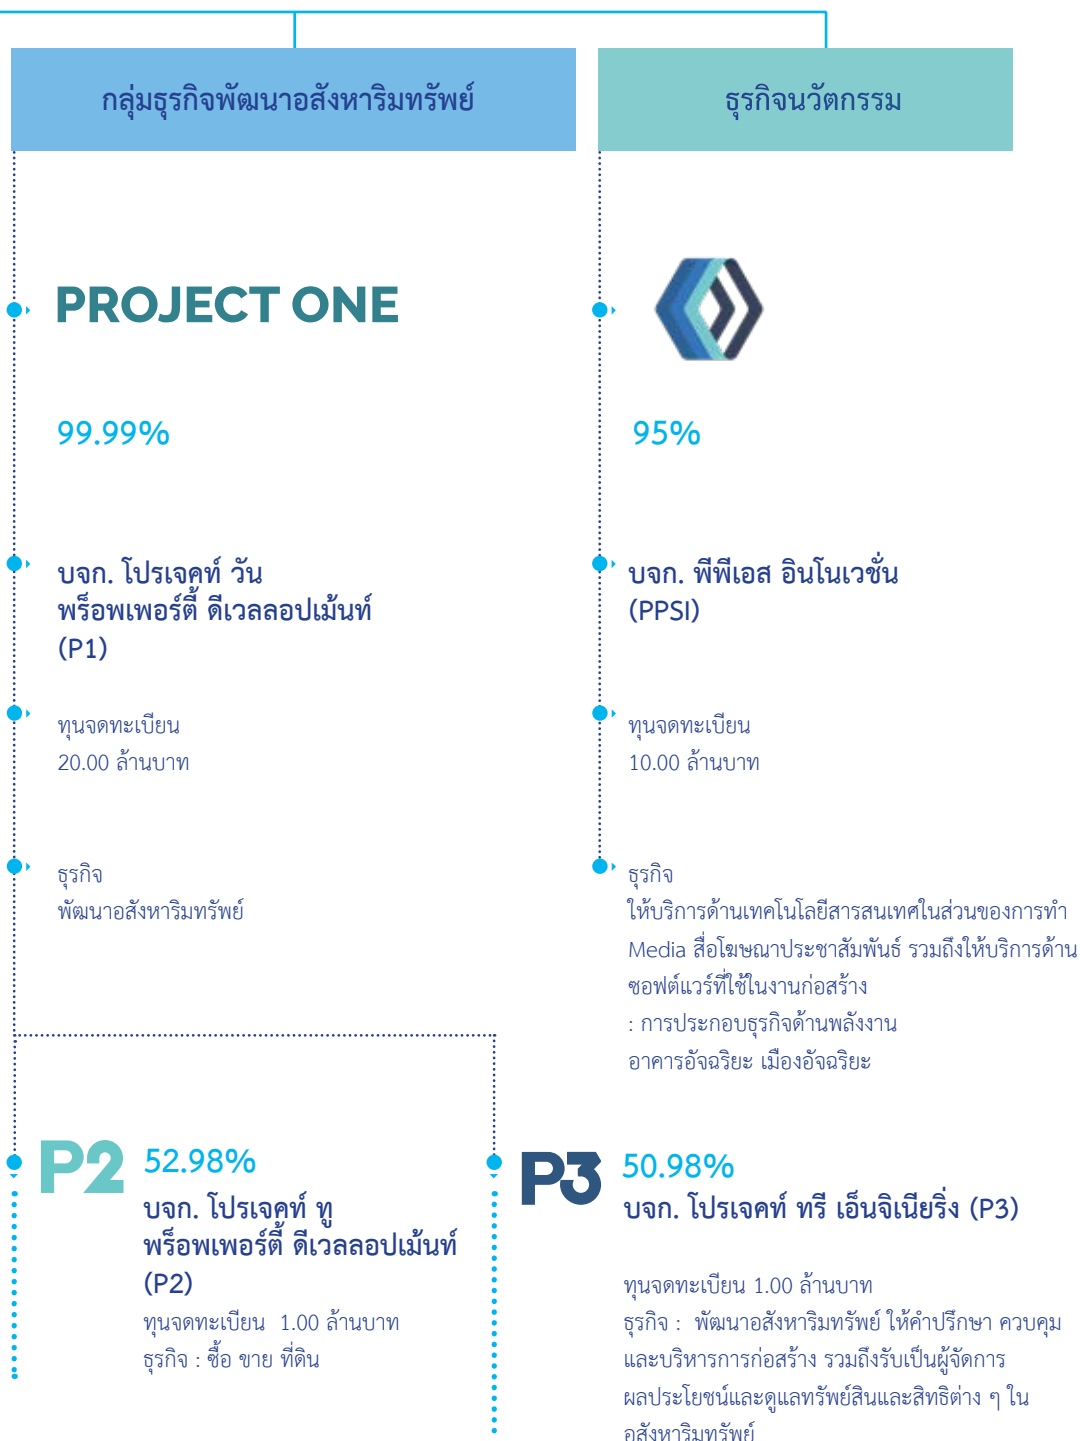 กลุ่มธุรกิจพัฒนาอสังหาริมทรัพย์
ธุรกิจนวัตกรรม
PROJECT ONE
99.99%
บจก. โปรเจคท์ วัน
พร็อพเพอร์ตี้ ดีเวลลอปเม้นท์
(P1)
ทุนจดทะเบียน
20.00 ล้านบาท
ธุรกิจ
พัฒนาอสังหาริมทรัพย์
95%
บจก. พีพีเอส อินโนเวชั่น
(PPSI)
ทุนจดทะเบียน
10.00 ล้านบาท
ธุรกิจ
ให้บริการด้านเทคโนโลยีสารสนเทศในส่วนของการทำ
Media สื่อโฆษณาประชาสัมพันธ์ รวมถึงให้บริการด้าน
ซอฟต์แวร์ที่ใช้ในงานก่อสร้าง
: การประกอบธุรกิจด้านพลังงาน
อาคารอัจฉริยะ เมืองอัจฉริยะ
P2 52.98%
บจก. โปรเจคท์ ทู
พร็อพเพอร์ตี้ ดีเวลลอปเม้นท์
(P2)
ทุนจดทะเบียน 1.00 ล้านบาท
ธุรกิจ : ซื้อ ขาย ที่ดิน
P3 50.98%
บจก. โปรเจคท์ ทรี เอ็นจิเนียริ่ง (P3)
ทุนจดทะเบียน 1.00 ล้านบาท
ธุรกิจ : พัฒนาอสังหาริมทรัพย์ ให้คำปรึกษา ควบคุม
และบริหารการก่อสร้าง รวมถึงรับเป็นผู้จัดการ
ผลประโยชน์และดูแลทรัพย์สินและสิทธิต่าง ๆ ใน
อสังหาริมทรัพย์